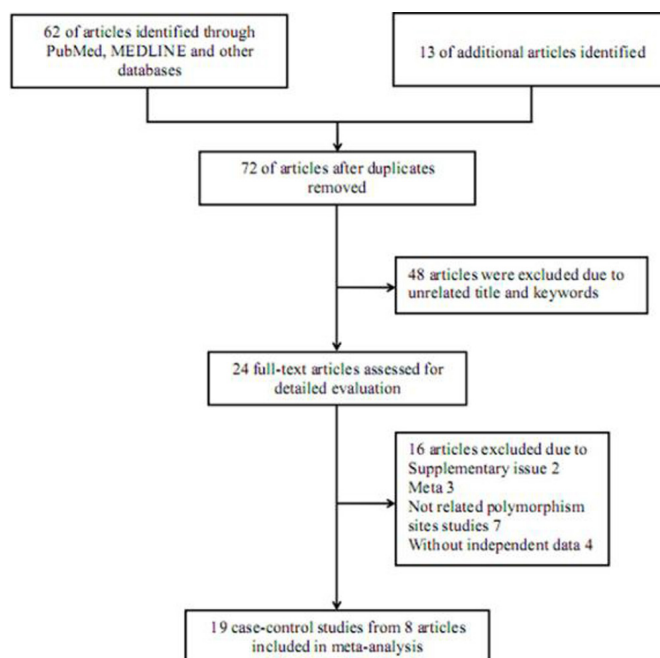 62 of articles identified through
PubMed, MEDLINE and other
databases
13 of additional articles identified
72 of articles after duplicates
removed
48 articles were excluded due to
unrelated title and keywords
24 full-text articles assessed for
detailed evaluation
16 articles excluded due to
Supplementary issue 2
Meta 3
Not related polymorphism
sites studies 7
Without independent data 4
19 case-control studies from 8 articles
included in meta-analysis